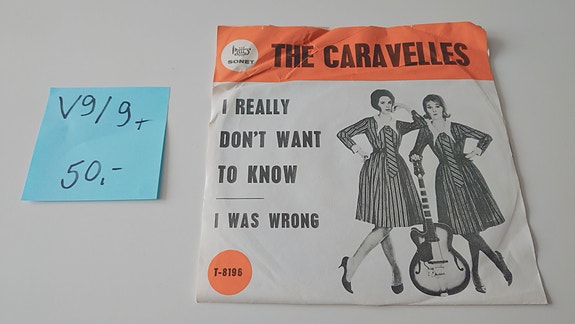 V9/9+
50,-
SONET
THE CARAVELLES
I REALLY
DON'T WANT
TO KNOW
I WAS WRONG
T-8196